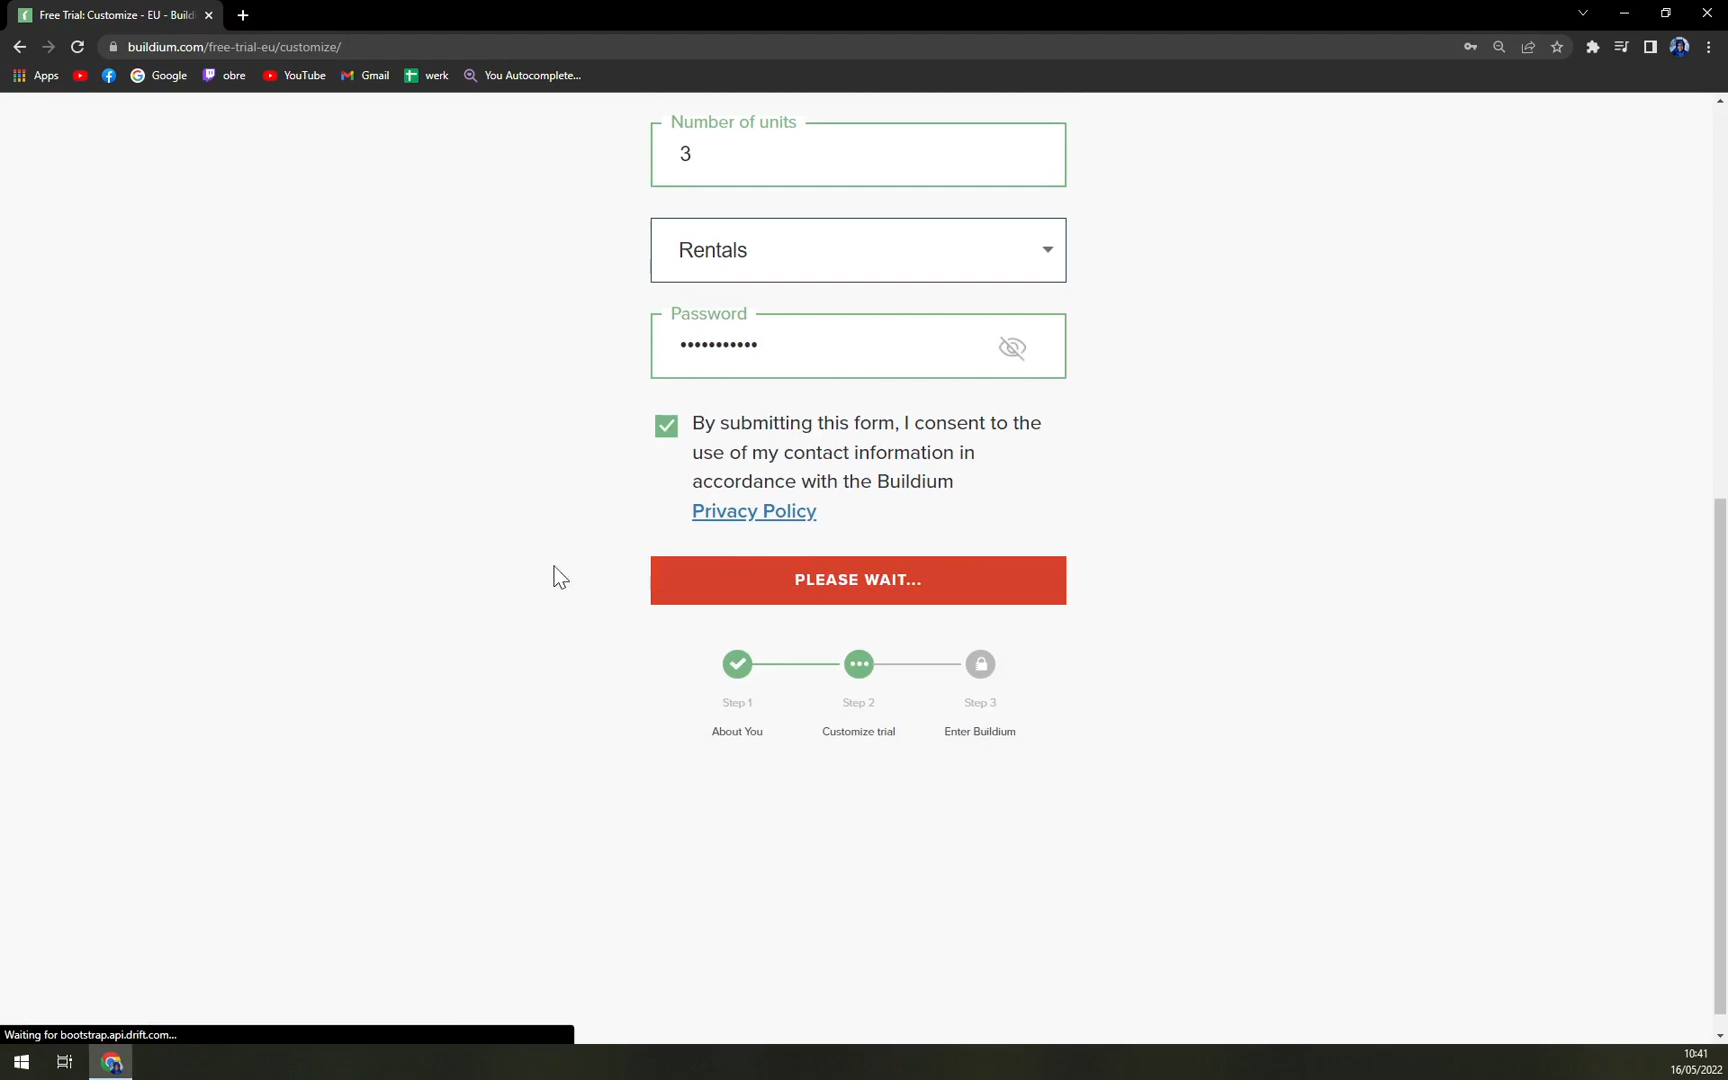 Free Trial: Customize - EU - Build
buildium.com/free-trial-eu/customize/
Apps
Google
obre
YouTube
Gmail
werk
You Autocomplete...
Number of units
3
Rentals
Password
•••••••••••
By submitting this form, I consent to the
use of my contact information in
accordance with the Buildium
Privacy Policy
PLEASE WAIT...
Step 1
Step 2
Step 3
About You
Customize trial
Enter Buildium
Waiting for bootstrap.api.drift.com...
10:41
16/05/2022